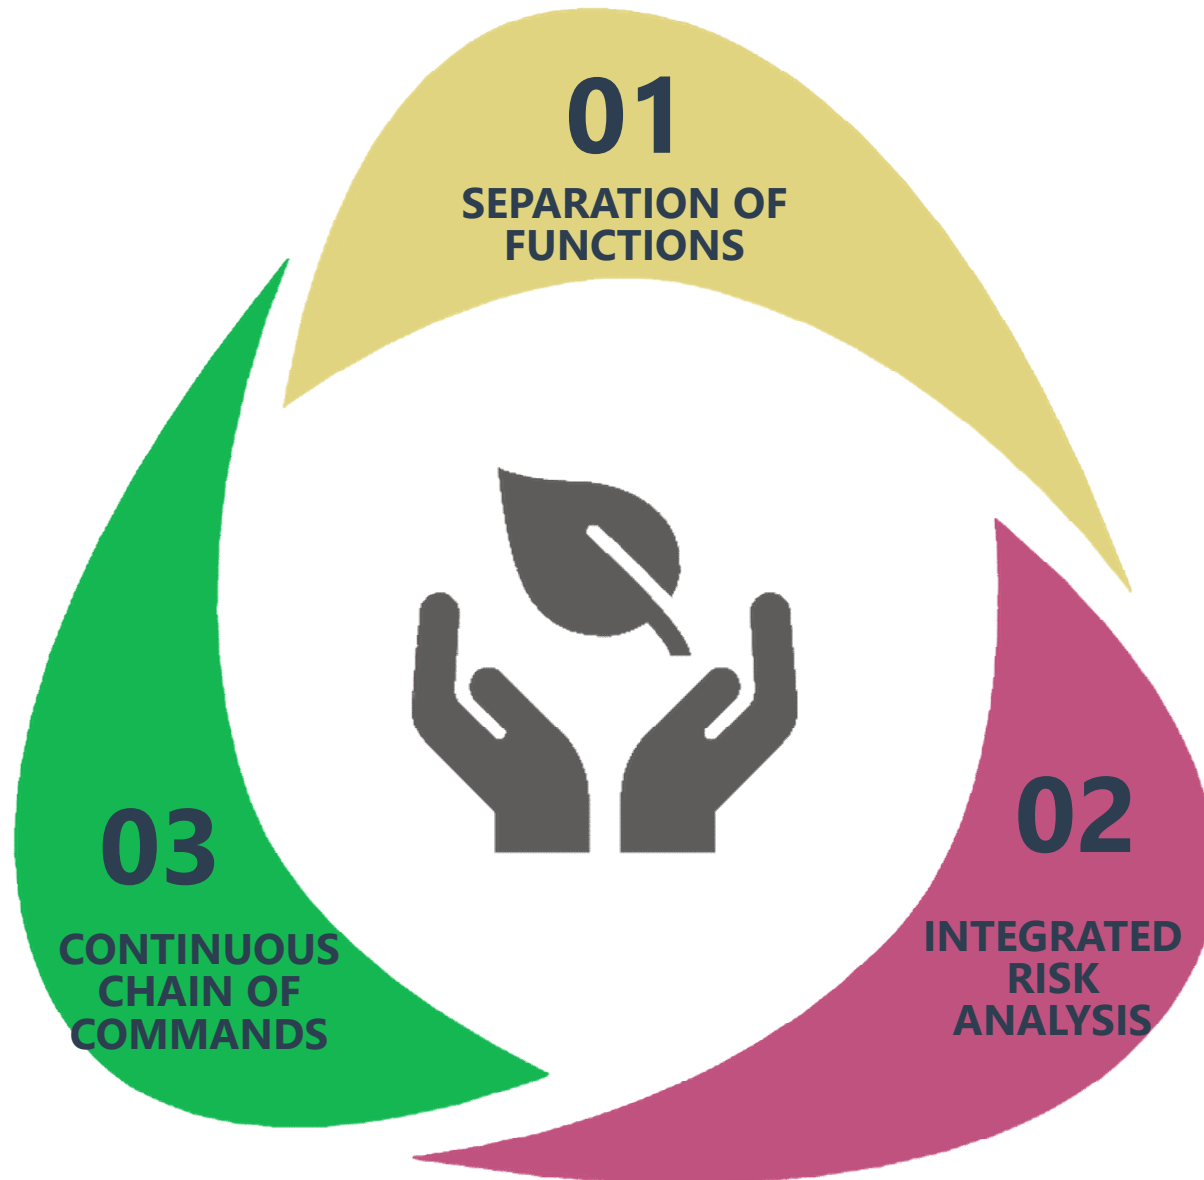 01
SEPARATION OF
FUNCTIONS
02
INTEGRATED
RISK
ANALYSIS
03
CONTINUOUS
CHAIN OF
COMMANDS